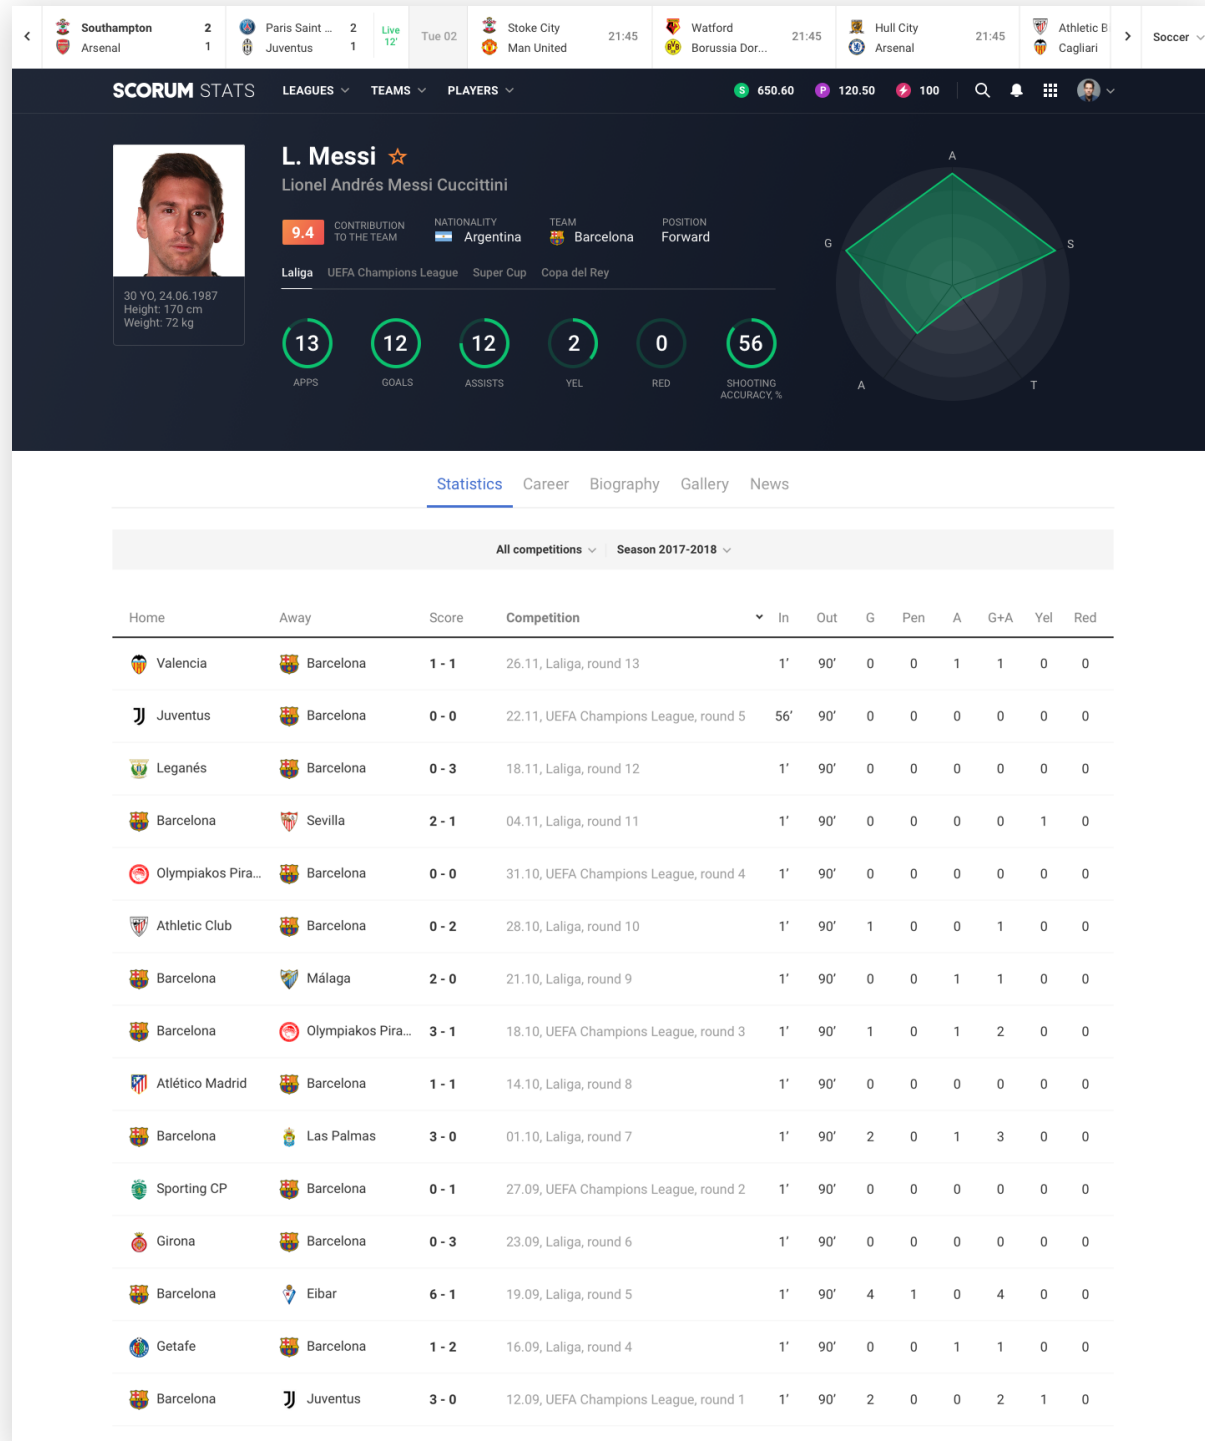 Southampton 2
Arsenal 1
Paris Saint ... 2
Juventus 1
Live
12'
Tue 02
Stoke City
Man United
21:45
Watford
Borussia Dor...
21:45
Hull City
Arsenal
21:45
Athletic B
Cagliari
Soccer
SCORUM STATS LEAGUES TEAMS PLAYERS S 650.60 P 120.50 100
L. Messi
Lionel Andrés Messi Cuccittini
9.4 CONTRIBUTION
TO THE TEAM
NATIONALITY
Argentina
TEAM
Barcelona
POSITION
Forward
30 YO, 24.06.1987
Height: 170 cm
Weight: 72 kg
Laliga UEFA Champions League Super Cup Copa del Rey
13 12 12 2 0 56
APPS GOALS ASSISTS YEL RED SHOOTING
ACCURACY, %
A
G S
A T
Statistics Career Biography Gallery News
All competitions Season 2017-2018
Home Away Score Competition In Out G Pen A G+A Yel Red
Valencia Barcelona 1 - 1 26.11, Laliga, round 13 1' 90' 0 0 1 1 0 0
Juventus Barcelona 0 - 0 22.11, UEFA Champions League, round 5 56' 90' 0 0 0 0 0 0
Leganés Barcelona 0 - 3 18.11, Laliga, round 12 1' 90' 0 0 0 0 0 0
Barcelona Sevilla 2 - 1 04.11, Laliga, round 11 1' 90' 0 0 0 0 1 0
Olympiakos Pira... Barcelona 0 - 0 31.10, UEFA Champions League, round 4 1' 90' 0 0 0 0 0 0
Athletic Club Barcelona 0 - 2 28.10, Laliga, round 10 1' 90' 1 0 0 1 0 0
Barcelona Málaga 2 - 0 21.10, Laliga, round 9 1' 90' 0 0 1 1 0 0
Barcelona Olympiakos Pira... 3 - 1 18.10, UEFA Champions League, round 3 1' 90' 1 0 1 2 0 0
Atlético Madrid Barcelona 1 - 1 14.10, Laliga, round 8 1' 90' 0 0 0 0 0 0
Barcelona Las Palmas 3 - 0 01.10, Laliga, round 7 1' 90' 2 0 1 3 0 0
Sporting CP Barcelona 0 - 1 27.09, UEFA Champions League, round 2 1' 90' 0 0 0 0 0 0
Girona Barcelona 0 - 3 23.09, Laliga, round 6 1' 90' 0 0 0 0 0 0
Barcelona Eibar 6 - 1 19.09, Laliga, round 5 1' 90' 4 1 0 4 0 0
Getafe Barcelona 1 - 2 16.09, Laliga, round 4 1' 90' 0 0 1 1 0 0
Barcelona Juventus 3 - 0 12.09, UEFA Champions League, round 1 1' 90' 2 0 0 2 1 0